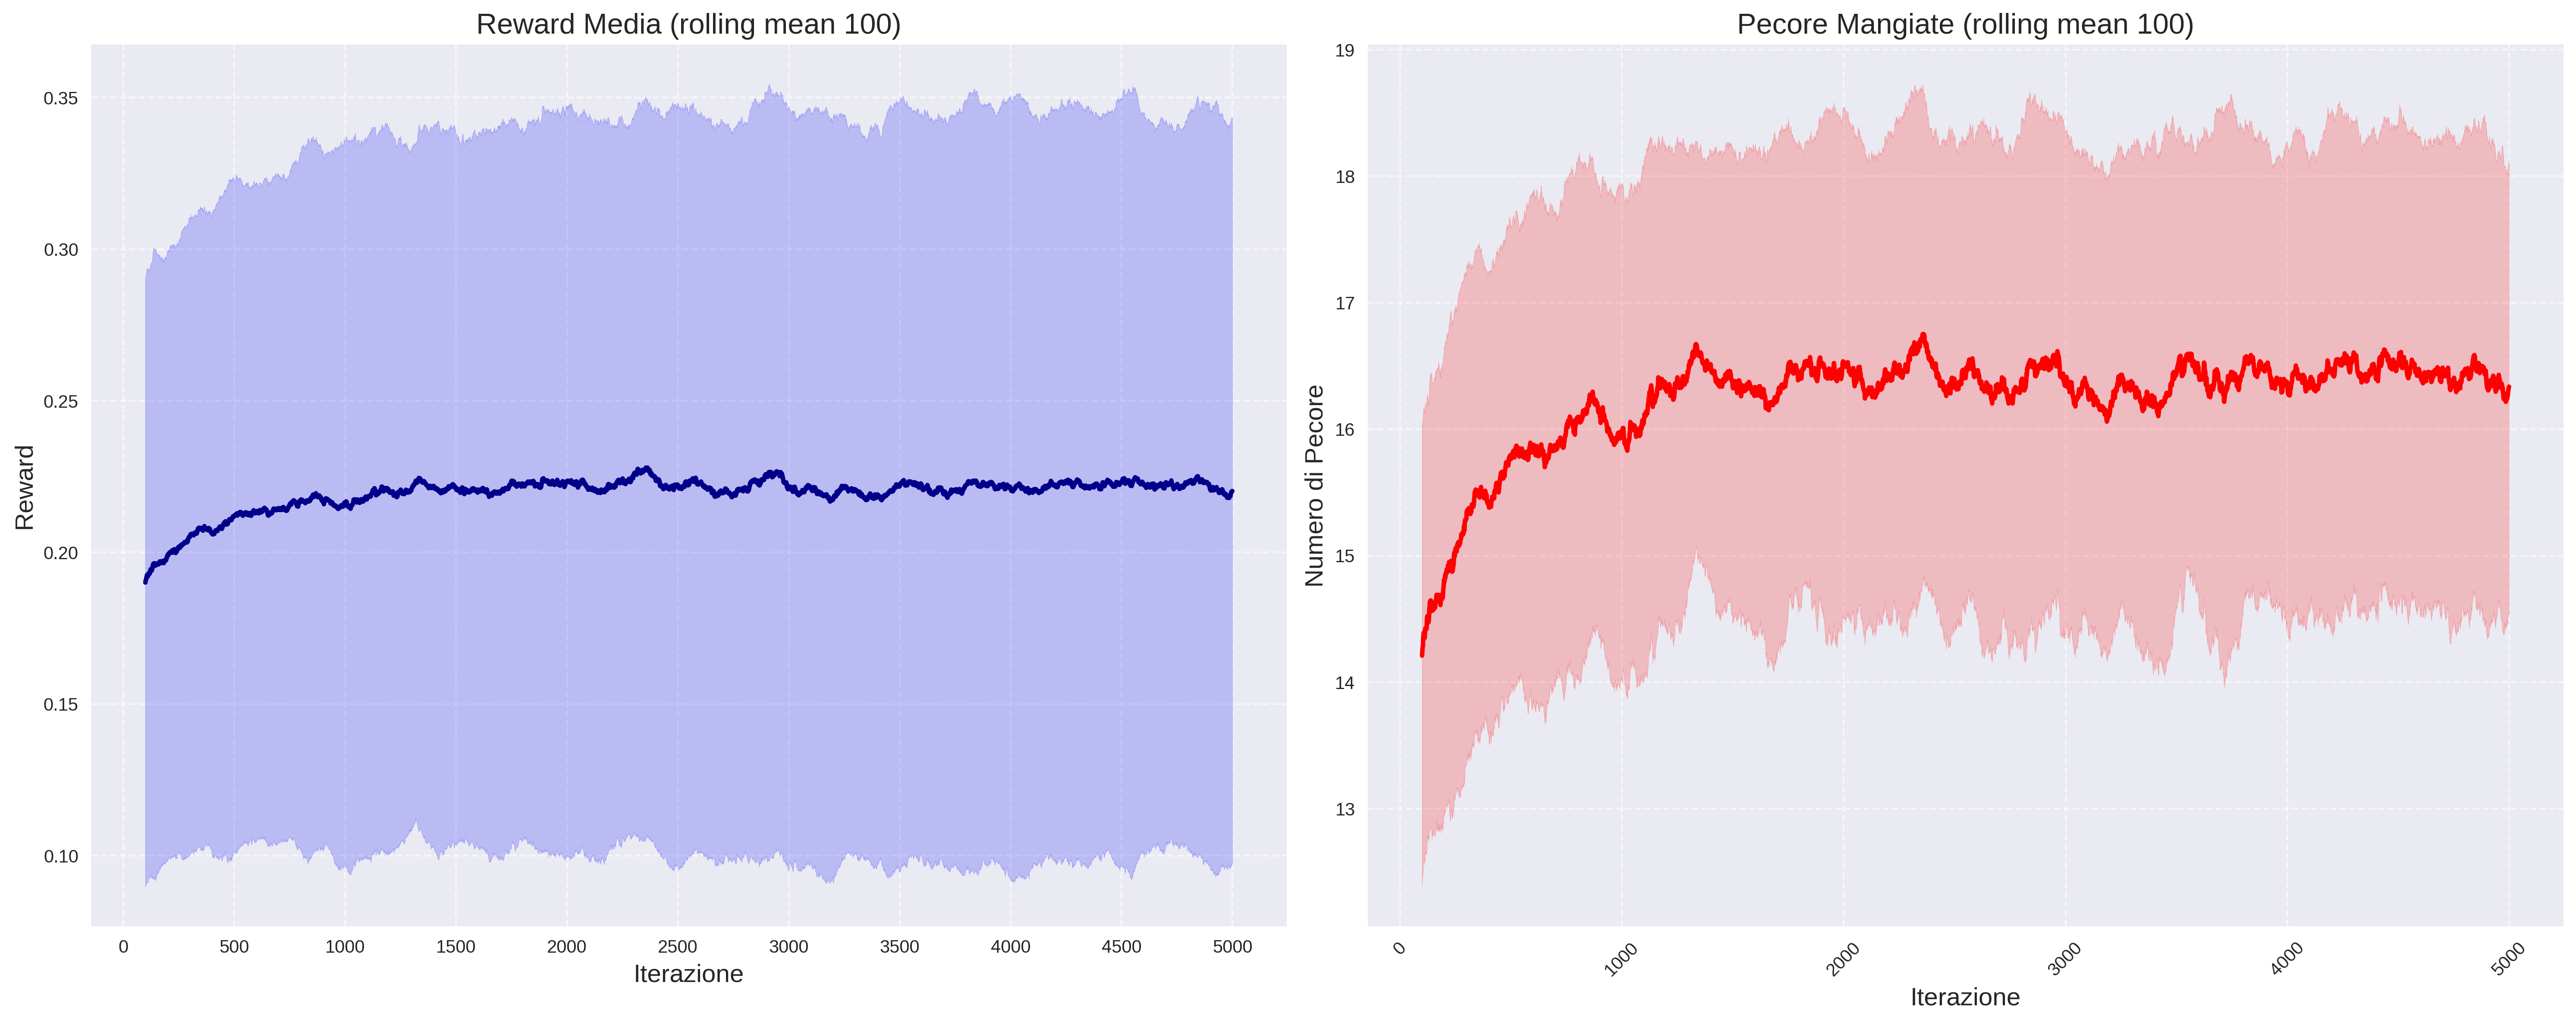 Reward Media (rolling mean 100)
0.35
0.30
0.25
0.20
0.15
0.10
Reward
0 500 1000 1500 2000 2500 3000 3500 4000 4500 5000
Iterazione
Pecore Mangiate (rolling mean 100)
19
18
17
16
15
14
13
Numero di Pecore
0 1000 2000 3000 4000 5000
Iterazione